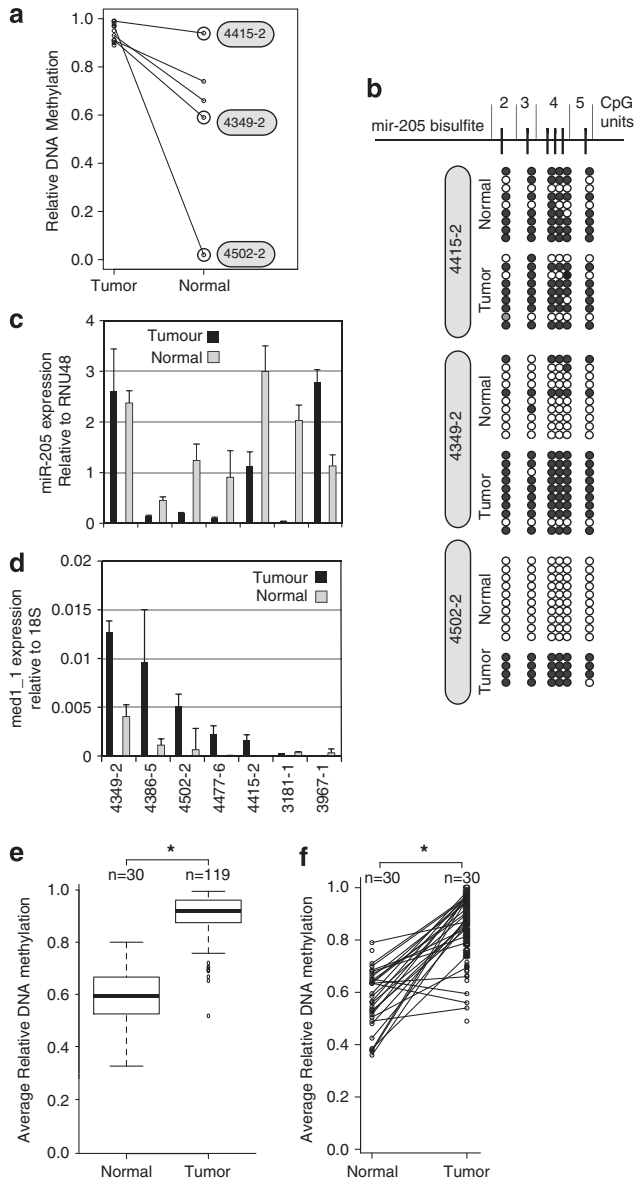 a
Relative DNA Methylation
1.0
0.8
0.6
0.4
0.2
0.0
4415-2
4349-2
4502-2
Tumor
Normal
b
mir-205 bisulfite
2
3
4
5
CpG
units
4415-2
Normal
Tumor
4349-2
Normal
Tumor
4502-2
Normal
Tumor
c
miR-205 expression
Relative to RNU48
4
3
2
1
0
Tumour
Normal
d
med1_1 expression
relative to 18S
0.02
0.015
0.01
0.005
0
Tumour
Normal
4349-2
4386-5
4502-2
4477-6
4415-2
3181-1
3967-1
e
Average Relative DNA methylation
*
n=30
n=119
1.0
0.8
0.6
0.4
0.2
0.0
Normal
Tumor
f
Average Relative DNA methylation
*
n=30
n=30
1.0
0.8
0.6
0.4
0.2
0.0
Normal
Tumor